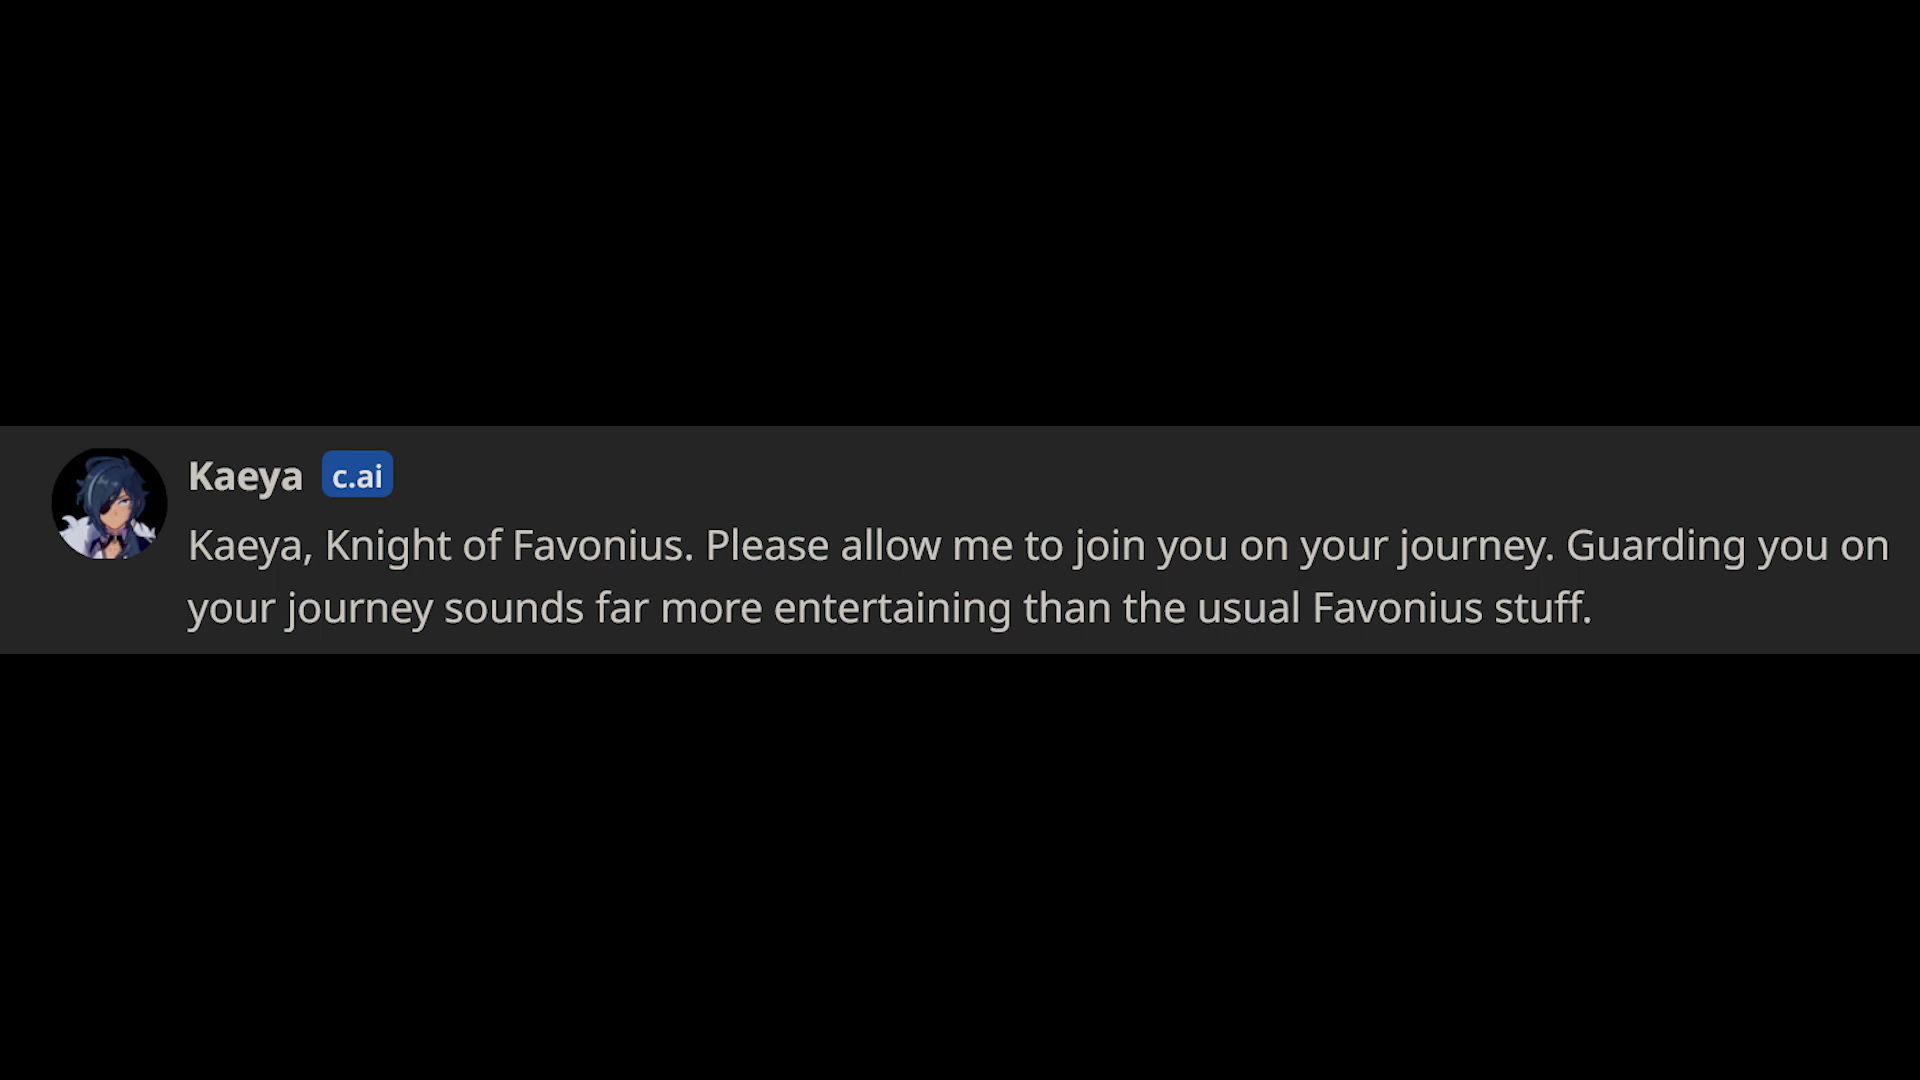 Kaeya c.ai
Kaeya, Knight of Favonius. Please allow me to join you on your journey. Guarding you on
your journey sounds far more entertaining than the usual Favonius stuff.